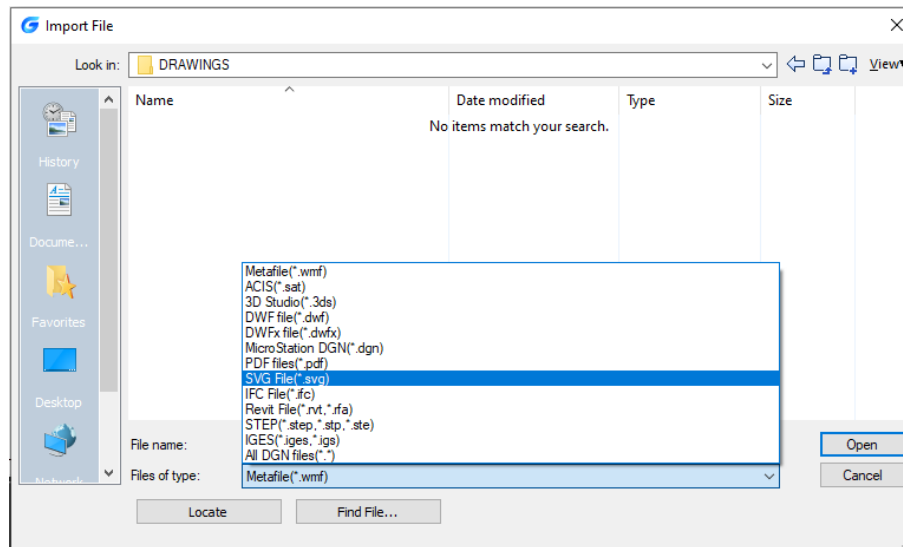 Import File
Look in:
DRAWINGS
View
Name
Date modified
Type
Size
No items match your search.
History
Docume...
Favorites
Desktop
Network
Metafile(*.wmf)
ACIS(*.sat)
3D Studio(*.3ds)
DWF file(*.dwf)
DWFx file(*.dwfx)
MicroStation DGN(*.dgn)
PDF files(*.pdf)
SVG File(*.svg)
IFC File(*.ifc)
Revit File(*.rvt,*.rfa)
STEP(*.step,*.stp,*.ste)
IGES(*.iges,*.igs)
All DGN files(*.*)
File name:
Open
Files of type:
Metafile(*.wmf)
Cancel
Locate
Find File...